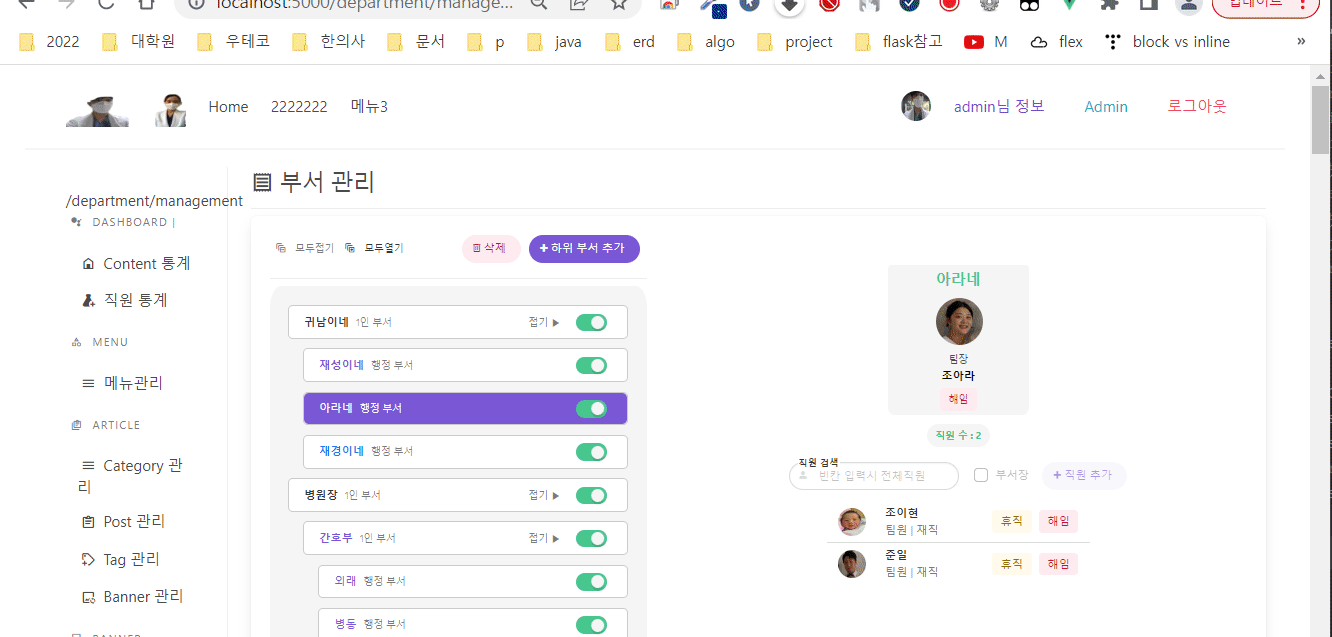 localhost:5000/department/manage...
업데이트
2022 대학원 우테코 한의사 문서 p java erd algo project flask참고 M flex block vs inline »
Home 2222222 메뉴3 admin님 정보 Admin 로그아웃
부서 관리
/department/management
DASHBOARD |
Content 통계
직원 통계
MENU
메뉴관리
ARTICLE
Category 관
리
Post 관리
Tag 관리
Banner 관리
BANNER
모두접기 모두열기 삭제 + 하위 부서 추가
귀남이네 1인 부서 접기 ▶
재성이네 행정 부서
아라네 행정 부서
재경이네 행정 부서
병원장 1인 부서 접기 ▶
간호부 1인 부서 접기 ▶
외래 행정 부서
병동 행정 부서
아라네
팀장
조아라
해임
직원 수 : 2
직원 검색
빈칸 입력시 전체직원 부서장 + 직원 추가
조이현
팀원 | 재직 휴직 해임
준일
팀원 | 재직 휴직 해임